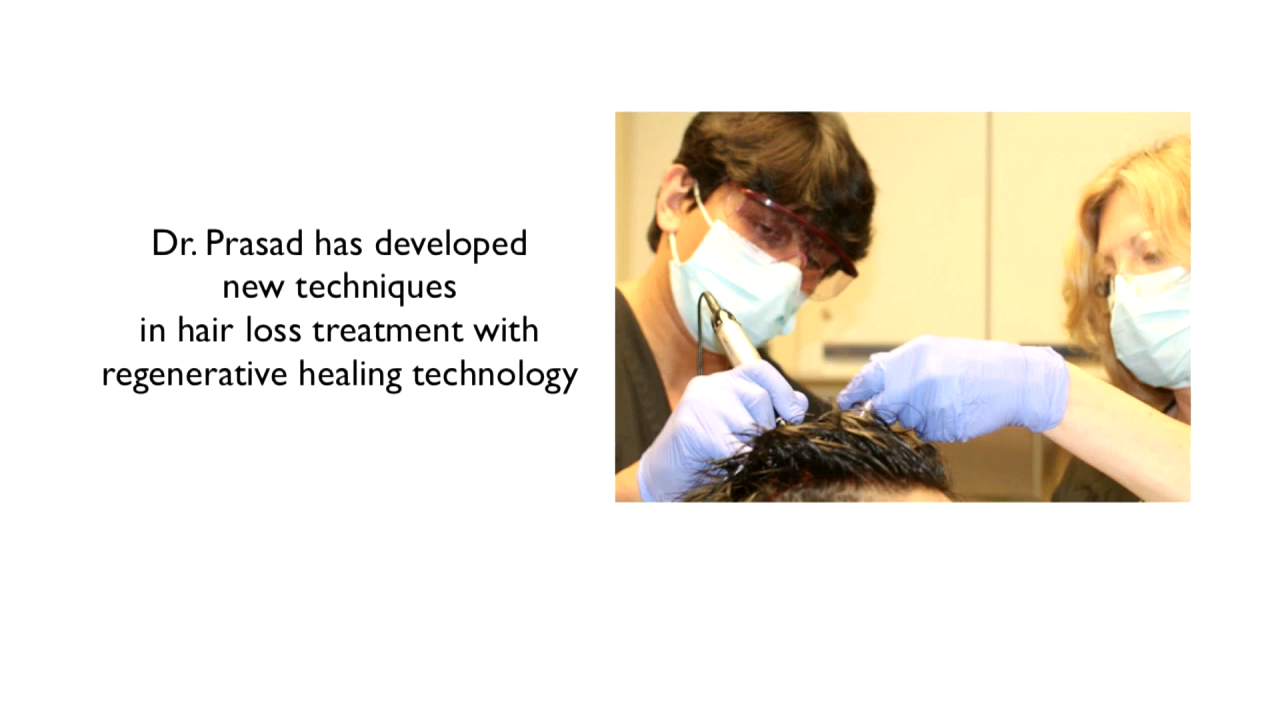 Dr. Prasad has developed
new techniques
in hair loss treatment with
regenerative healing technology